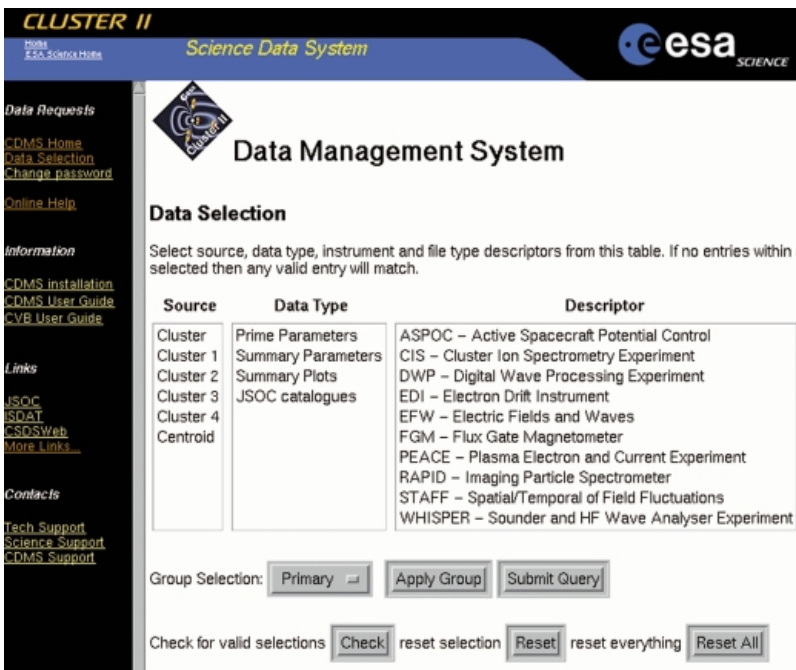 CLUSTER II
Home
ESA Science Home
Science Data System
esa
SCIENCE
Data Requests
CDMS Home
Data Selection
Change password
Online Help
Information
CDMS installation
CDMS User Guide
CVB User Guide
Links
JSOC
ISDAT
CSDSWeb
More Links...
Contacts
Tech Support
Science Support
CDMS Support
esa
Cluster II
Data Management System
Data Selection
Select source, data type, instrument and file type descriptors from this table. If no entries within
selected then any valid entry will match.
Source Data Type Descriptor
Cluster
Cluster 1
Cluster 2
Cluster 3
Cluster 4
Centroid
Prime Parameters
Summary Parameters
Summary Plots
JSOC catalogues
ASPOC – Active Spacecraft Potential Control
CIS – Cluster Ion Spectrometry Experiment
DWP – Digital Wave Processing Experiment
EDI – Electron Drift Instrument
EFW – Electric Fields and Waves
FGM – Flux Gate Magnetometer
PEACE – Plasma Electron and Current Experiment
RAPID – Imaging Particle Spectrometer
STAFF – Spatial/Temporal of Field Fluctuations
WHISPER – Sounder and HF Wave Analyser Experiment
Group Selection: Primary Apply Group Submit Query
Check for valid selections Check reset selection Reset reset everything Reset All